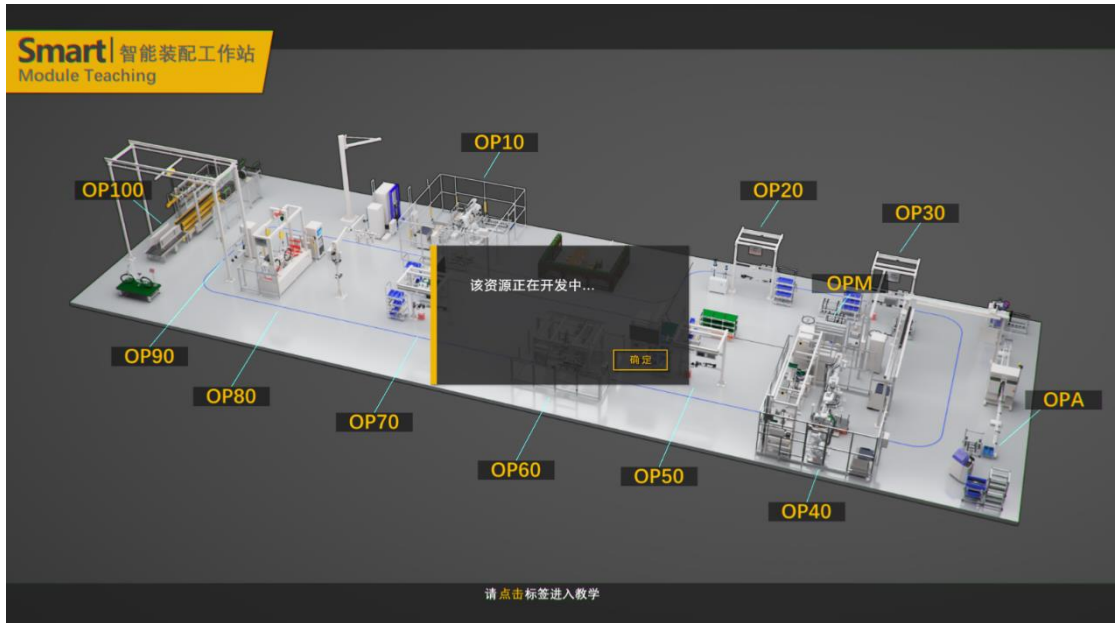 Smart 智能装配工作站
Module Teaching
OP10
OP100
OP20
OP30
该资源正在开发中...
OPM
确定
OP90
OP80
OPA
OP70
OP60
OP50
OP40
请点击标签进入教学